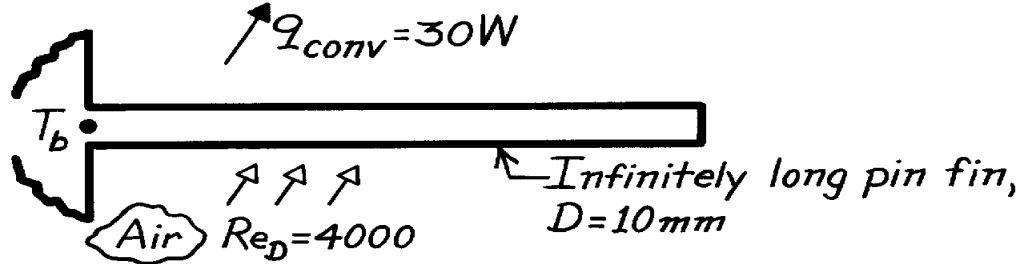 q_conv=30W
T_b
Infinitely long pin fin,
D=10mm
Air Re_D=4000